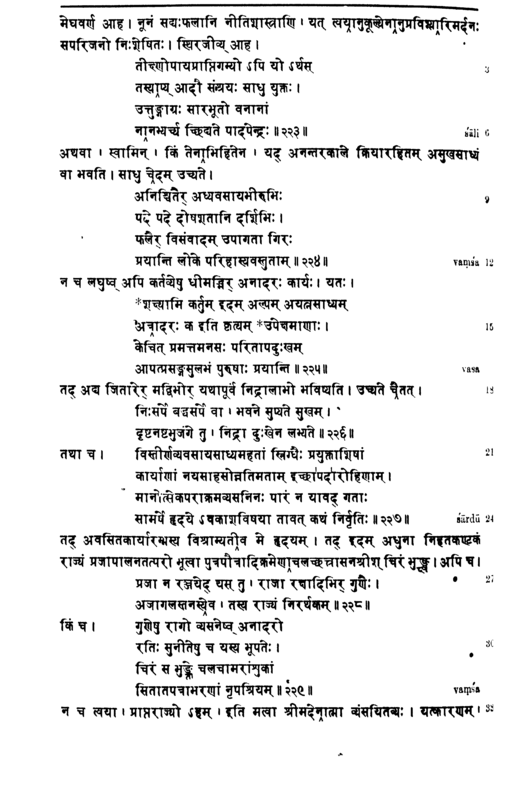 मेघवर्ण आह। नूनं सद्यःफलानि नीतिशास्त्राणि। यत् त्वयानुकूल्येनानुप्रविश्यारिमर्दनः
सपरिजनो निःशेषितः। स्थिरजीव्य् आह।
तीक्ष्णोपायप्राप्तिगम्यो ऽपि यो ऽर्थस् 3
तस्याप्य् आदौ संश्रयः साधु युक्तः।
उत्तुङ्गाग्रः सारभूतो वनानां
नानभ्यर्च्य च्छिद्यते पादपेन्द्रः॥२२३॥ śāli 6
अथवा। स्वामिन्। किं तेनाभिहितेन। यद् अनन्तरकाले क्रियारहितम् असुखसाध्यं
वा भवति। साधु चेदम् उच्यते।
अनिश्चितैर् अध्यवसायभीरुभिः 9
पदे पदे दोषशतानि दर्शिभिः।
फलैर् विसंवादम् उपागता गिरः
प्रयान्ति लोके परिहासवस्तुताम्॥२२४॥ vaṃśa 12
न च लघुष्व् अपि कर्तव्येषु धीमद्भिर् अनादरः कार्यः। यतः।
*शक्ष्यामि कर्तुम् इदम् अल्पम् अयत्नसाध्यम्
अत्रादरः क इति कृत्यम् *उपेक्षमाणाः। 15
केचित् प्रमत्तमनसः परितापदुःखम्
आपत्प्रसङ्गसुलभं पुरुषाः प्रयान्ति॥२२५॥ vasa
तद् अद्य जितारेर् मद्विभोर् यथापूर्वं निद्रालाभो भविष्यति। उच्यते चैतत्। 18
निःसर्पे बद्धसर्पे वा। भवने सुप्यते सुखम्।
दृष्टनष्टभुजंगे तु। निद्रा दुःखेन लभ्यते॥२२६॥
तथा च। विस्तीर्णव्यवसायसाध्यमहतां स्निग्धैः प्रयुक्ताशिषां 21
कार्याणां नयसाहसोन्नतिमताम् इच्छापदारोहिणाम्।
मानोत्सेकपराक्रमव्यसनिनः पारं न यावद् गताः
सामर्षे हृदये ऽवकाशविषया तावत् कथं निर्वृतिः॥२२७॥ śārdū 24
तद् अवसितकार्यारम्भस्य विश्राम्यतीव मे हृदयम्। तद् इदम् अधुना निहतकण्टकं
राज्यं प्रजापालनतत्परो भूत्वा पुत्रपौत्रादिक्रमेणाचलच्छत्रासनश्रीश् चिरं भुङ्क्ष्व। अपि च।
प्रजा न रञ्जयेद् यस् तु। राजा रक्षादिभिर् गुणैः। 27
अजागलस्तनस्येव। तस्य राज्यं निरर्थकम्॥२२८॥
किं च। गुणेषु रागो व्यसनेष्व् अनादरो
रतिः सुनीतेषु च यस्य भूपतेः। 30
चिरं स भुङ्क्ते चलचामरांशुकां
सितातपत्राभरणां नृपश्रियम्॥२२९॥ vaṃśa
न च त्वया। प्राप्तराज्यो ऽहम्। इति मत्वा श्रीमदेनात्मा व्यंसयितव्यः। यत्कारणम्। 33